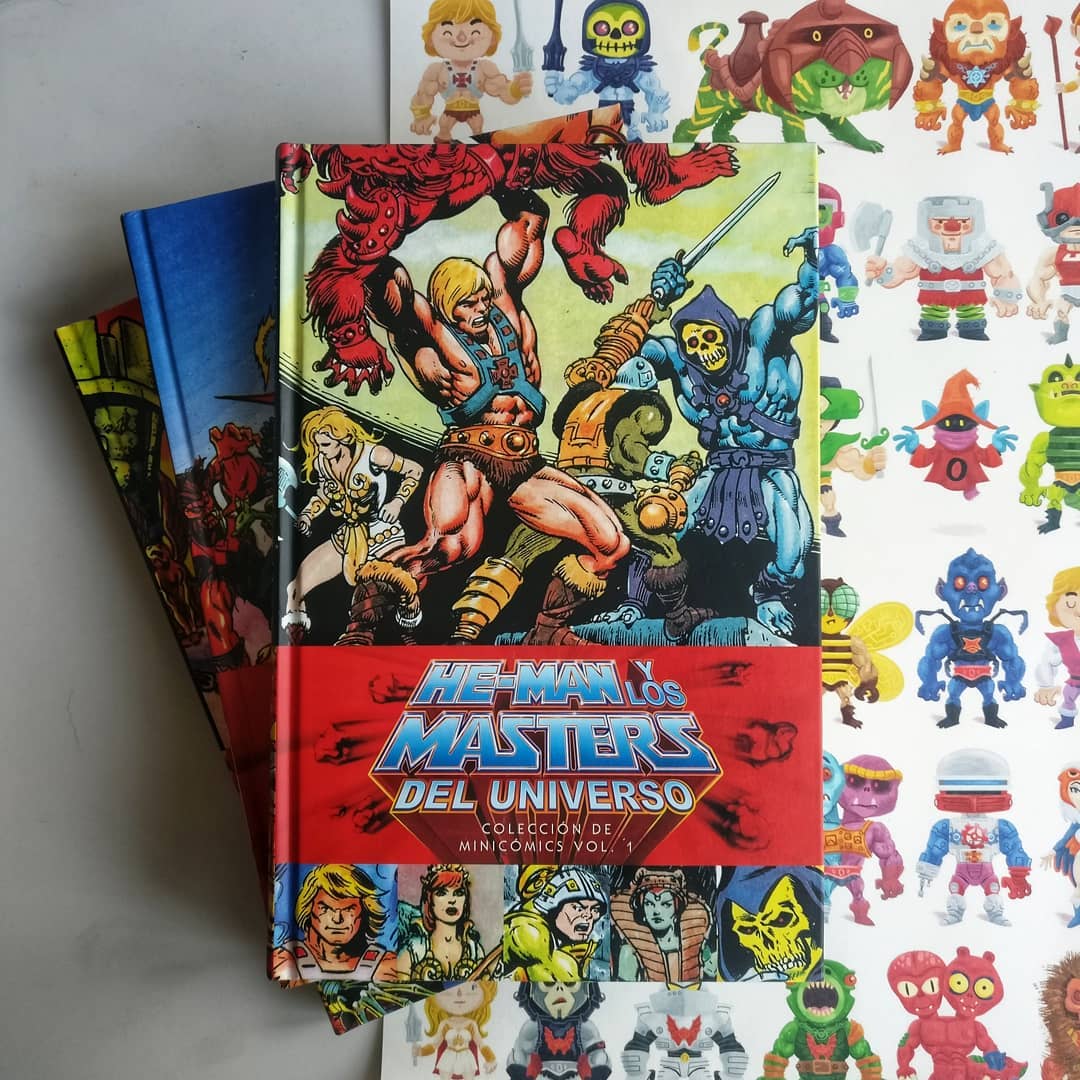 HE-MAN Y LOS
MASTERS
DEL UNIVERSO
COLECCIÓN DE
MINICÓMICS VOL. 1
O